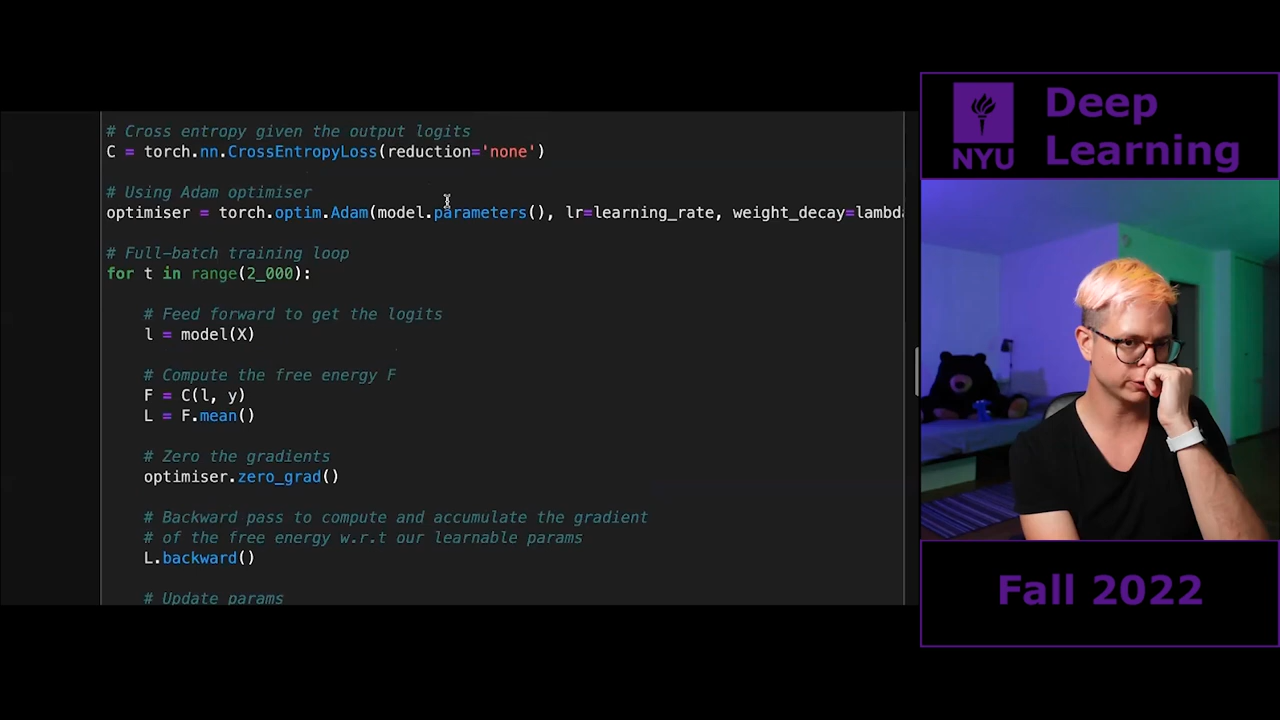 # Cross entropy given the output logits
C = torch.nn.CrossEntropyLoss(reduction='none')
# Using Adam optimiser
optimiser = torch.optim.Adam(model.parameters(), lr=learning_rate, weight_decay=lambda
# Full-batch training loop
for t in range(2_000):
# Feed forward to get the logits
l = model(X)
# Compute the free energy F
F = C(l, y)
L = F.mean()
# Zero the gradients
optimiser.zero_grad()
# Backward pass to compute and accumulate the gradient
# of the free energy w.r.t our learnable params
L.backward()
# Update params
NYU
Deep
Learning
Fall 2022